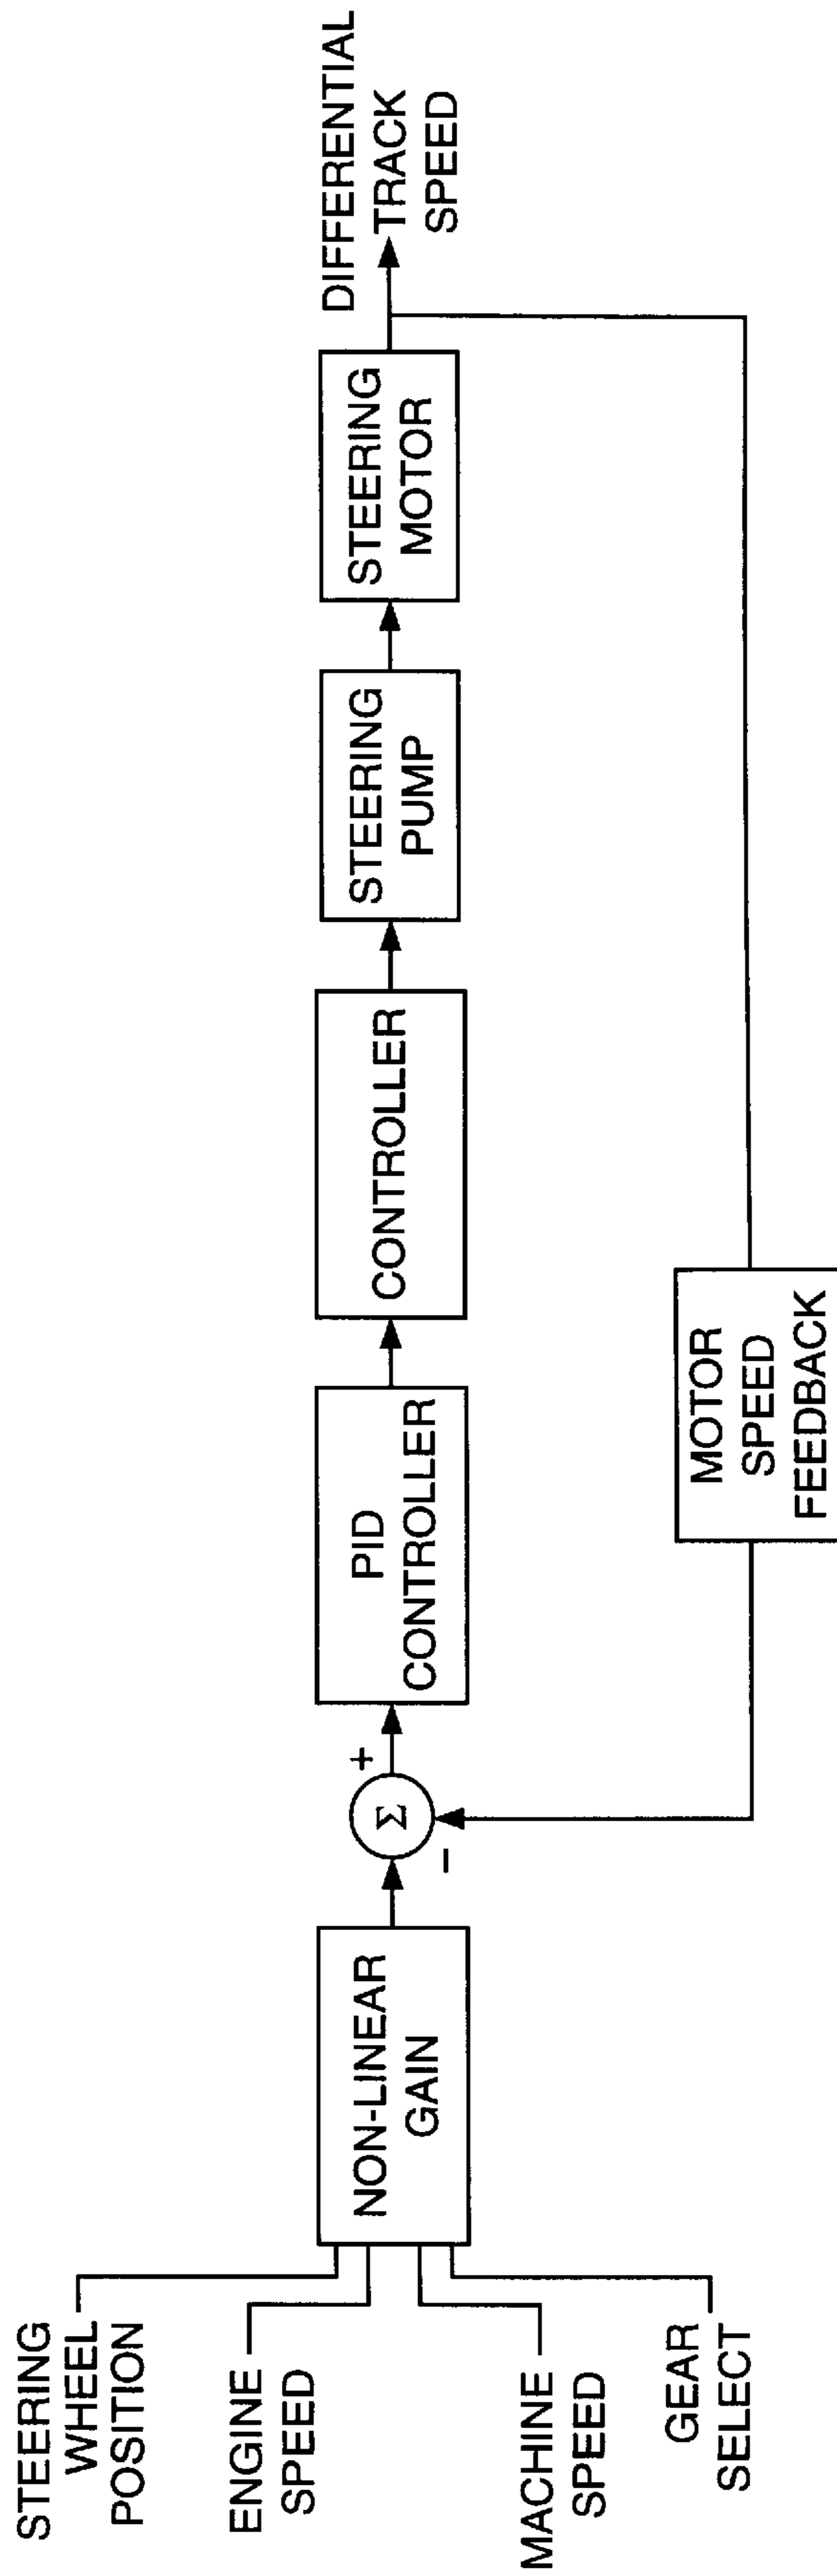 STEERING
WHEEL
POSITION
ENGINE
SPEED
MACHINE
SPEED
GEAR
SELECT
NON-LINEAR
GAIN
Σ
+
−
PID
CONTROLLER
CONTROLLER
STEERING
PUMP
STEERING
MOTOR
DIFFERENTIAL
TRACK
SPEED
MOTOR
SPEED
FEEDBACK